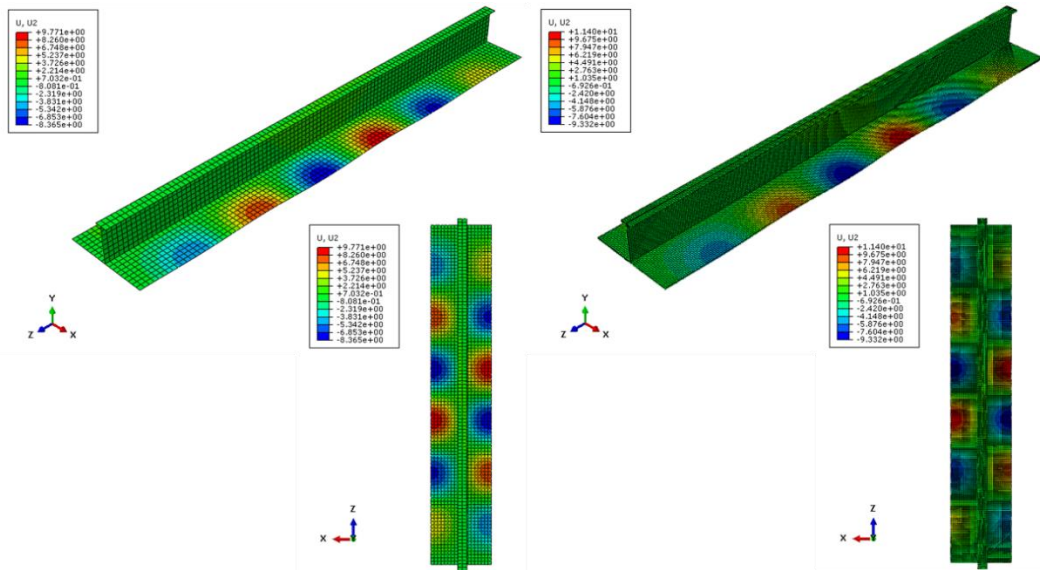 U, U2
+9.771e+00
+8.260e+00
+6.748e+00
+5.237e+00
+3.726e+00
+2.214e+00
+7.032e-01
-8.081e-01
-2.319e+00
-3.831e+00
-5.342e+00
-6.853e+00
-8.365e+00
Y
Z
X
U, U2
+9.771e+00
+8.260e+00
+6.748e+00
+5.237e+00
+3.726e+00
+2.214e+00
+7.032e-01
-8.081e-01
-2.319e+00
-3.831e+00
-5.342e+00
-6.853e+00
-8.365e+00
Z
X
U, U2
+1.140e+01
+9.675e+00
+7.947e+00
+6.219e+00
+4.491e+00
+2.763e+00
+1.035e+00
-6.926e-01
-2.420e+00
-4.148e+00
-5.876e+00
-7.604e+00
-9.332e+00
Y
Z
X
U, U2
+1.140e+01
+9.675e+00
+7.947e+00
+6.219e+00
+4.491e+00
+2.763e+00
+1.035e+00
-6.926e-01
-2.420e+00
-4.148e+00
-5.876e+00
-7.604e+00
-9.332e+00
Z
X